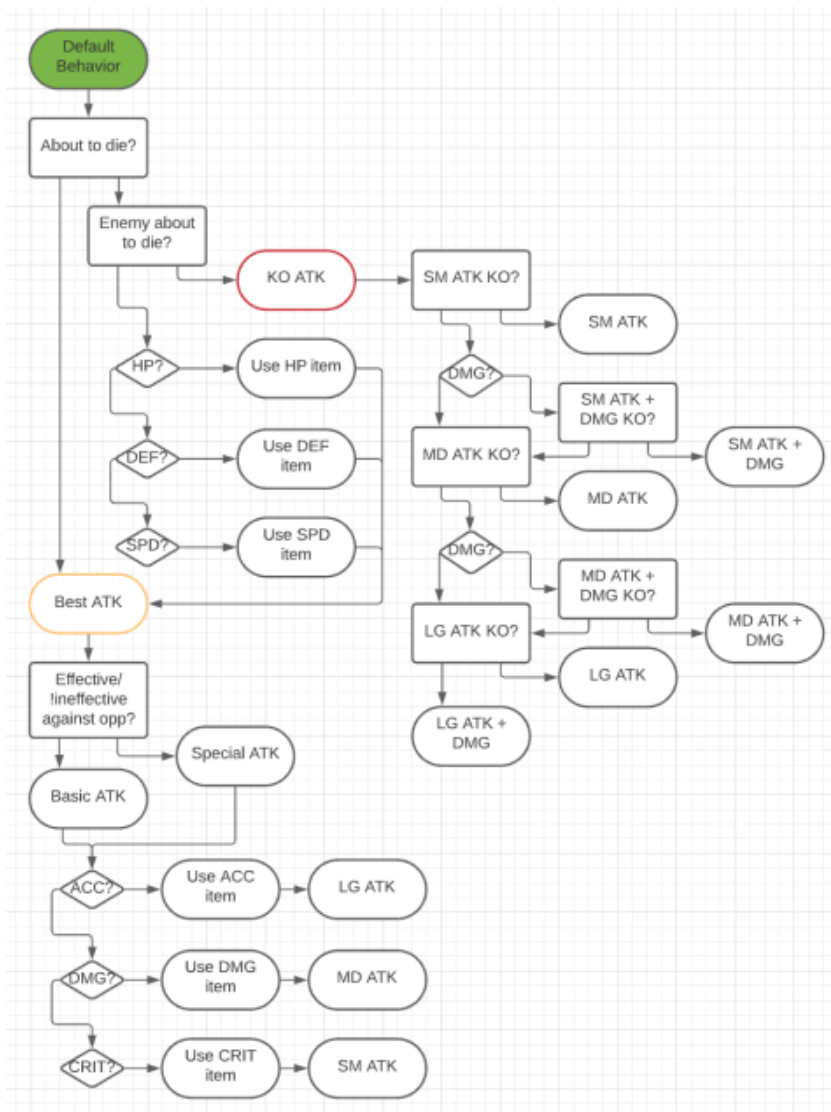 Default
Behavior
About to die?
Enemy about
to die?
KO ATK
SM ATK KO?
SM ATK
HP?
Use HP item
DMG?
SM ATK +
DMG KO?
SM ATK +
DMG
DEF?
Use DEF
item
MD ATK KO?
MD ATK
SPD?
Use SPD
item
DMG?
MD ATK +
DMG KO?
MD ATK +
DMG
Best ATK
LG ATK KO?
LG ATK
LG ATK +
DMG
Effective/
!ineffective
against opp?
Special ATK
Basic ATK
ACC?
Use ACC
item
LG ATK
DMG?
Use DMG
item
MD ATK
CRIT?
Use CRIT
item
SM ATK